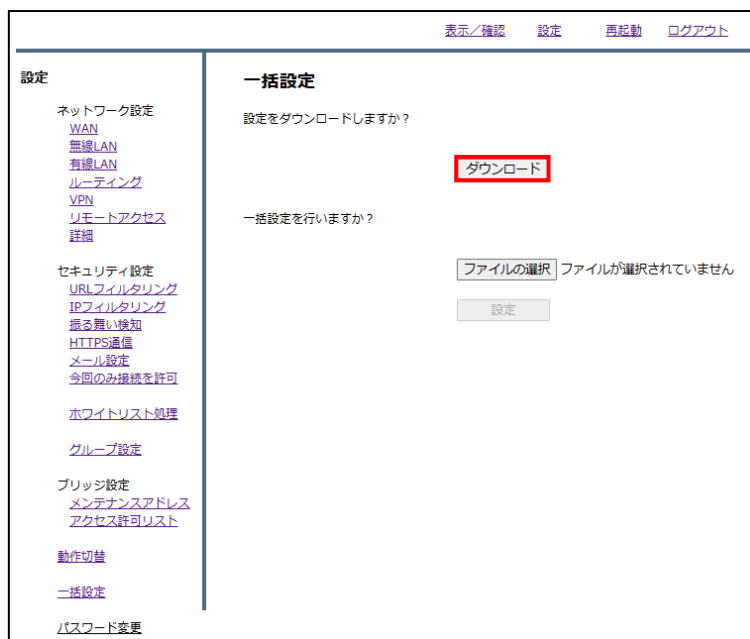 表示／確認 設定 再起動 ログアウト
設定
ネットワーク設定
WAN
無線LAN
有線LAN
ルーティング
VPN
リモートアクセス
詳細
セキュリティ設定
URLフィルタリング
IPフィルタリング
振る舞い検知
HTTPS通信
メール設定
今回のみ接続を許可
ホワイトリスト処理
グループ設定
ブリッジ設定
メンテナンスアドレス
アクセス許可リスト
動作切替
一括設定
パスワード変更
一括設定
設定をダウンロードしますか？
ダウンロード
一括設定を行いますか？
ファイルの選択 ファイルが選択されていません
設定